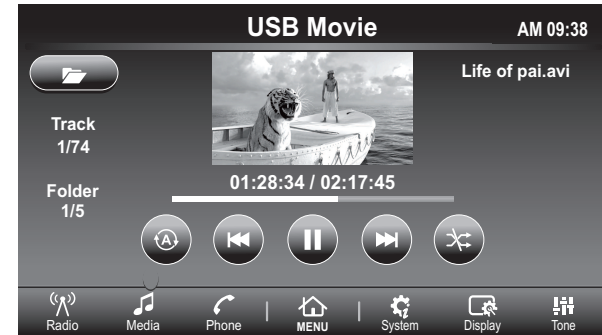 USB Movie
AM 09:38
Life of pai.avi
Track
1/74
Folder
1/5
01:28:34 / 02:17:45
A
Radio
Media
Phone
MENU
System
Display
Tone